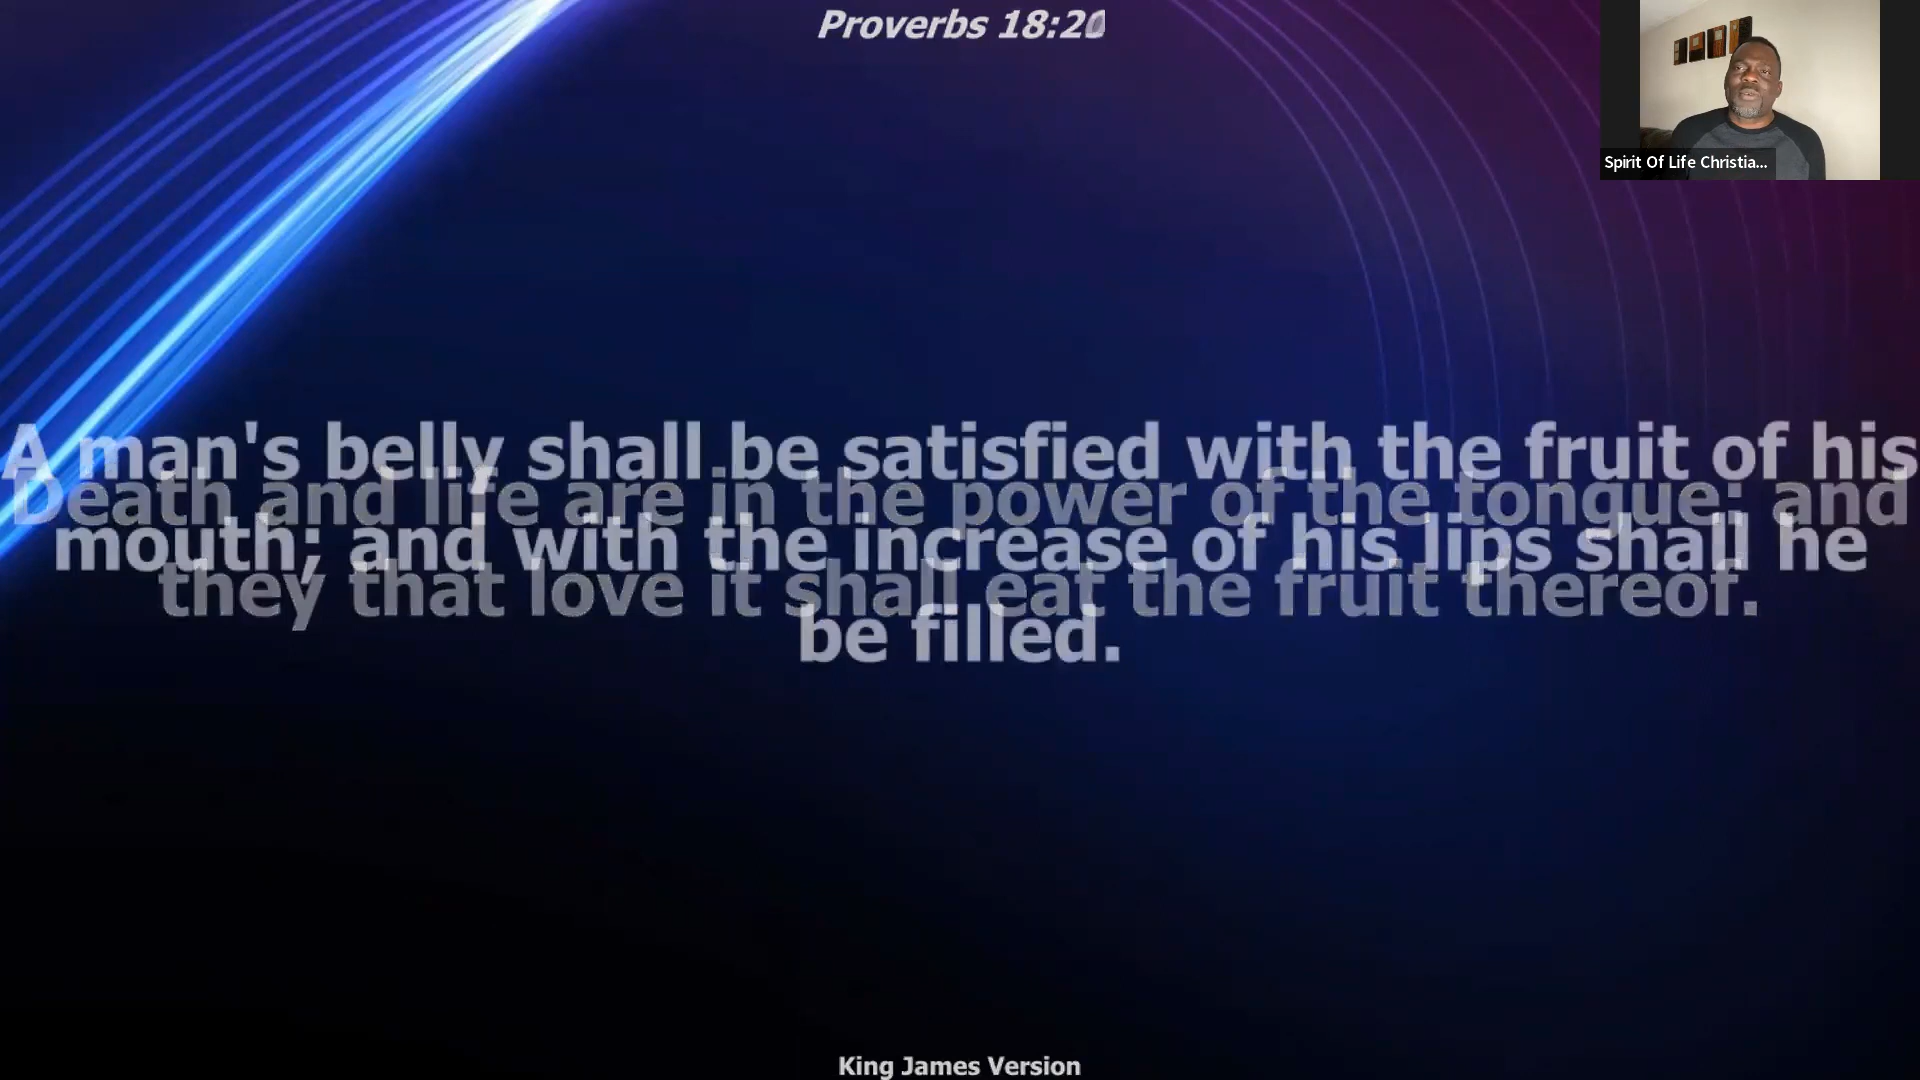 Proverbs 18:20
Spirit Of Life Christia...
A man's belly shall be satisfied with the fruit of his
Death and life are in the power of the tongue: and
mouth; and with the increase of his lips shall he
they that love it shall eat the fruit thereof.
be filled.
King James Version